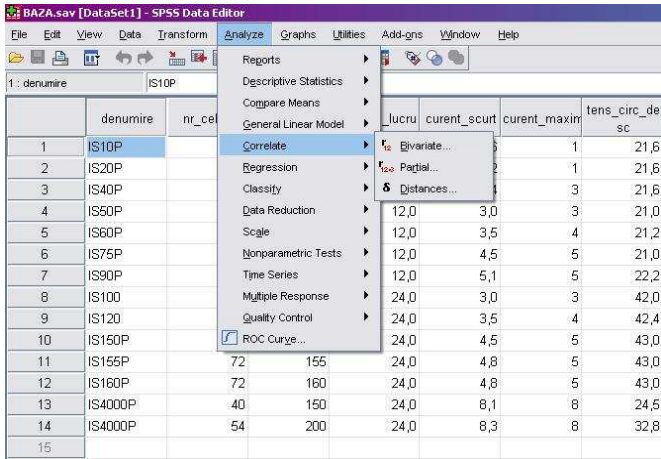 BAZA.sav [DataSet1] - SPSS Data Editor
File Edit View Data Transform Analyze Graphs Utilities Add-ons Window Help
1 : denumire IS10P
denumire nr_cel lucru curent_scurt curent_maxim tens_circ_de
sc
Reports
Descriptive Statistics
Compare Means
General Linear Model
Correlate
Regression
Classify
Data Reduction
Scale
Nonparametric Tests
Time Series
Multiple Response
Quality Control
ROC Curve...
r12 Bivariate...
r12•3 Partial...
δ Distances...
1 IS10P 1 21,6
2 IS20P 1 21,6
3 IS40P 3 21,6
4 IS50P 12,0 3,0 3 21,0
5 IS60P 12,0 3,5 4 21,2
6 IS75P 12,0 4,5 5 21,0
7 IS90P 12,0 5,1 5 22,2
8 IS100 24,0 3,0 3 42,0
9 IS120 24,0 3,5 4 42,4
10 IS150P 24,0 4,5 5 43,0
11 IS155P 72 155 24,0 4,8 5 43,0
12 IS160P 72 160 24,0 4,8 5 43,0
13 IS4000P 40 150 24,0 8,1 8 24,5
14 IS4000P 54 200 24,0 8,3 8 32,8
15